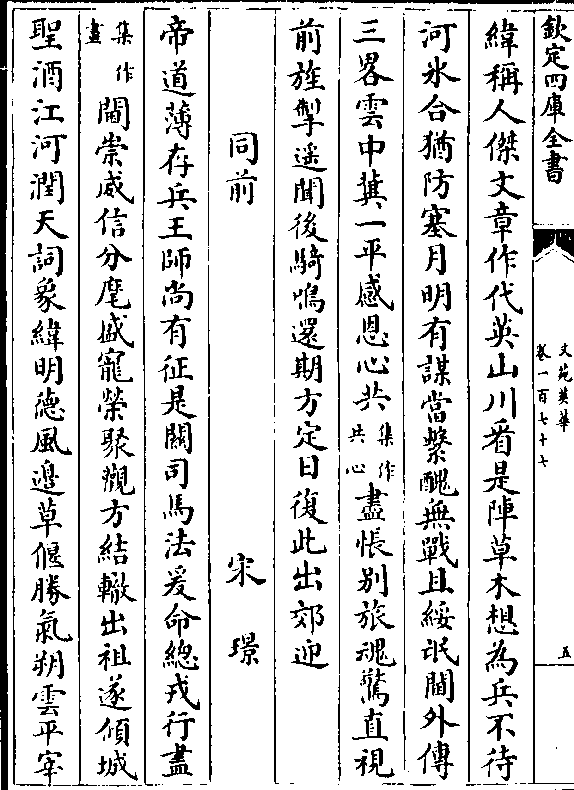 欽定四庫全書
文苑英華
卷一百七十七
五
緯稱人傑文章作代英山川看是陣草木想為兵不待
河氷合猶防塞月明有謀當繫醜無戰且綏氓閫外傳
三畧雲中冀一平感恩心共集作共心盡悵别旅魂驚直視
前旌掣遥聞後騎鳴還期方定日復此出郊迎
同前 宋璟
帝道薄存兵王師尚有征是關司馬法爰命總戎行盡
集作畫閫崇威信分麾盛寵榮聚觀方結轍出祖遂傾城
聖酒江河潤天詞象緯明德風邉草偃勝氣朔雲平宰